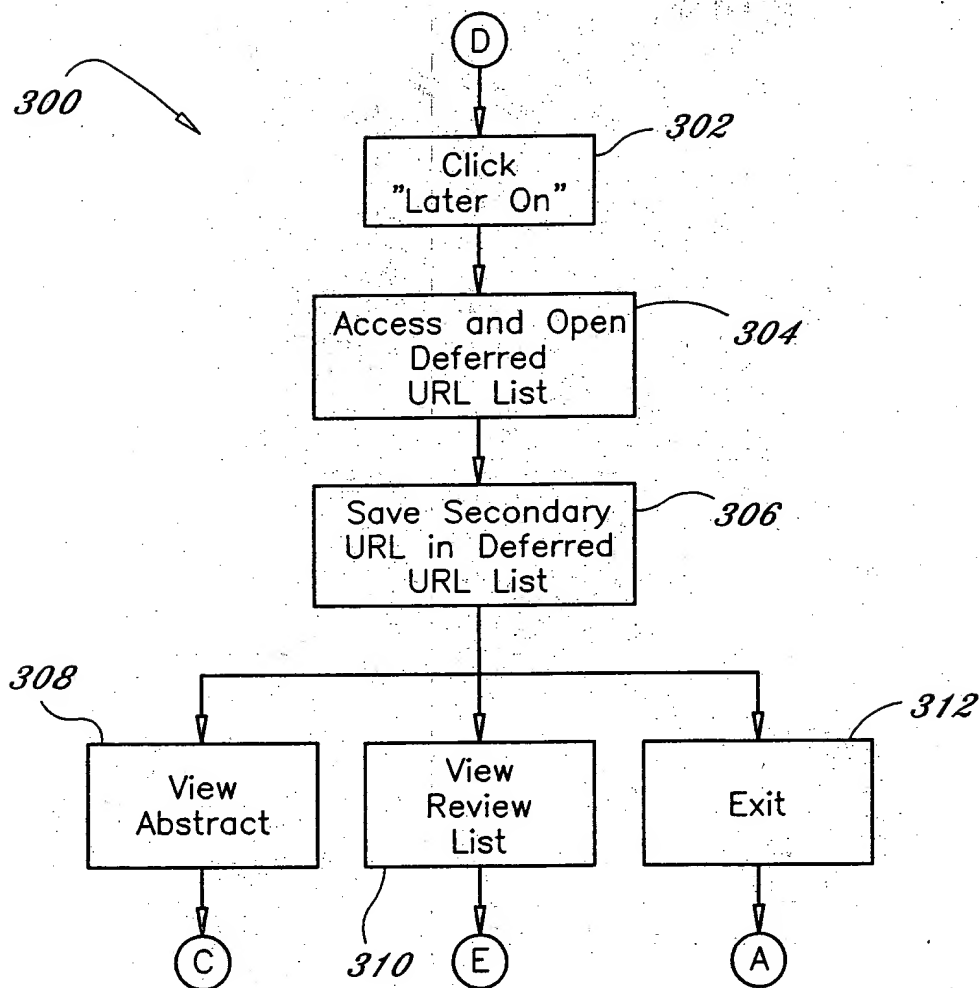 D
300
302
Click
"Later On"
304
Access and Open
Deferred
URL List
306
Save Secondary
URL in Deferred
URL List
308
View
Abstract
View
Review
List
312
Exit
C
310
E
A